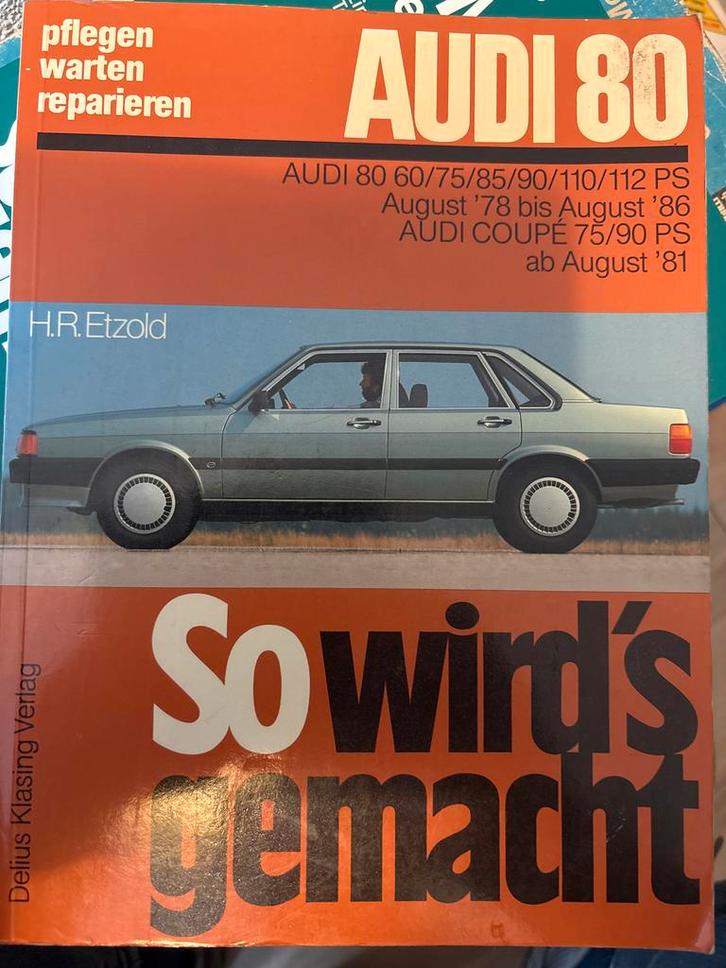 pflegen
warten
reparieren
AUDI 80
AUDI 80 60/75/85/90/110/112 PS
August '78 bis August '86
AUDI COUPÉ 75/90 PS
ab August '81
H.R. Etzold
So wird's
gemacht
Delius Klasing Verlag